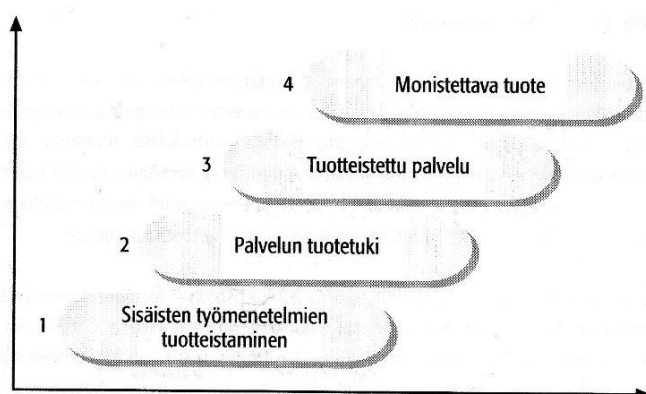 4 Monistettava tuote
3 Tuotteistettu palvelu
2 Palvelun tuotetuki
1 Sisäisten työmenetelmien
tuotteistaminen